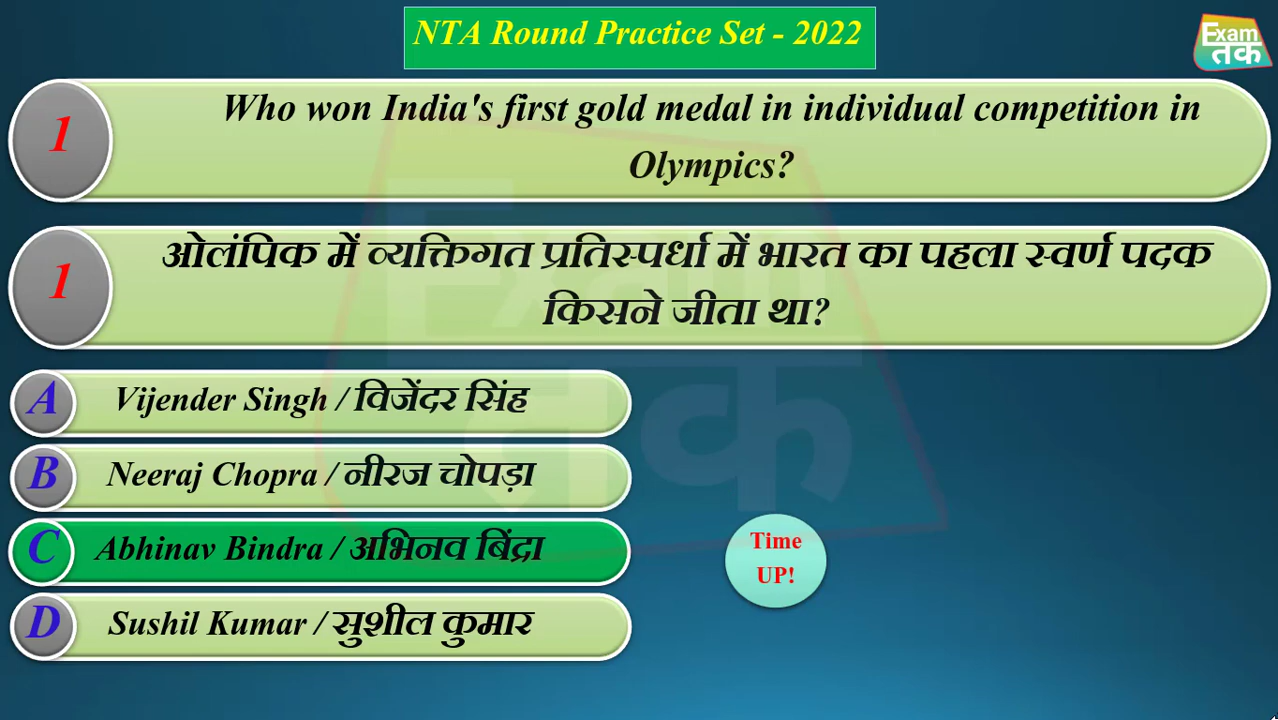 NTA Round Practice Set - 2022
Exam
तक
1
Who won India's first gold medal in individual competition in
Olympics?
1
ओलंपिक में व्यक्तिगत प्रतिस्पर्धा में भारत का पहला स्वर्ण पदक
किसने जीता था?
A Vijender Singh / विजेंदर सिंह
B Neeraj Chopra / नीरज चोपड़ा
C Abhinav Bindra / अभिनव बिंद्रा
D Sushil Kumar / सुशील कुमार
Time
UP!
Exam
तक